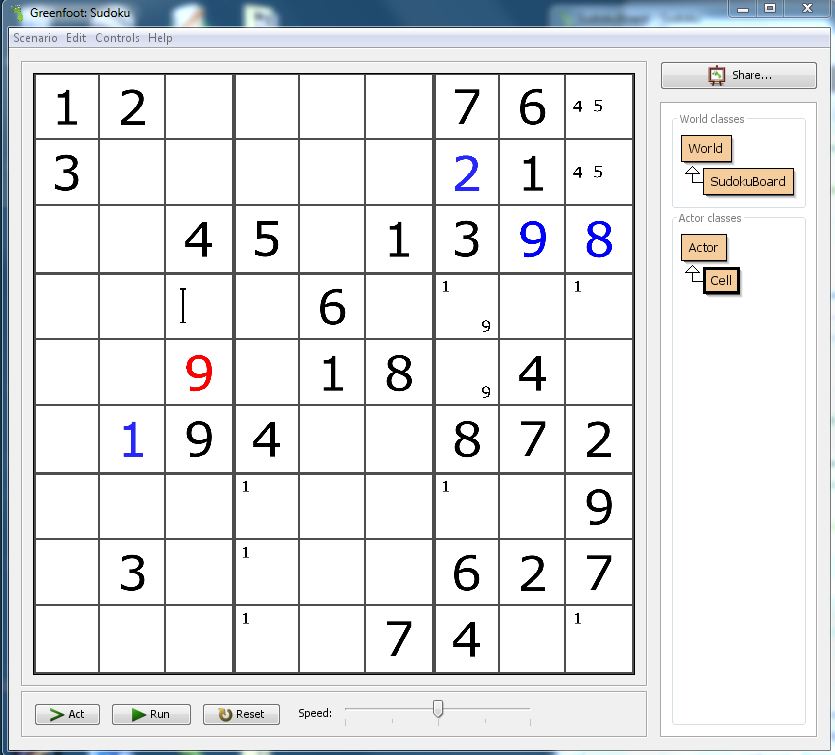 Greenfoot: Sudoku
Scenario Edit Controls Help
1 2 7 6 4 5
3 2 1 4 5
4 5 1 3 9 8
6 1 9 1
9 1 8 9 4
1 9 4 8 7 2
1 1 9
3 1 6 2 7
1 7 4 1
Act Run Reset Speed:
Share...
World classes
World
SudokuBoard
Actor classes
Actor
Cell